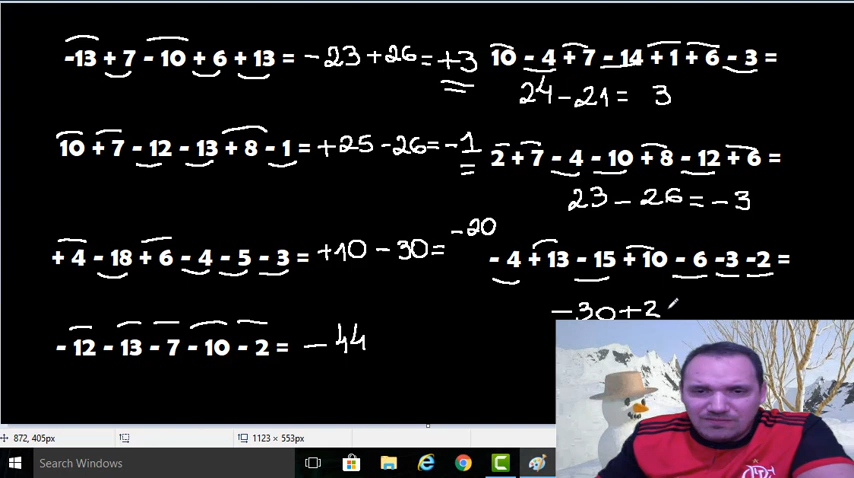 -13 + 7 - 10 + 6 + 13 = -23 +26 = +3
10 + 7 - 12 - 13 + 8 - 1 = +25 -26 = -1
+ 4 - 18 + 6 - 4 - 5 - 3 = +10 - 30 = -20
- 12 - 13 - 7 - 10 - 2 = -44
10 - 4 + 7 - 14 + 1 + 6 - 3 =
24 - 21 = 3
2 + 7 - 4 - 10 + 8 - 12 + 6 =
23 - 26 = -3
- 4 + 13 - 15 + 10 - 6 -3 -2 =
-30 + 2
872, 405px
1123 × 553px
Search Windows